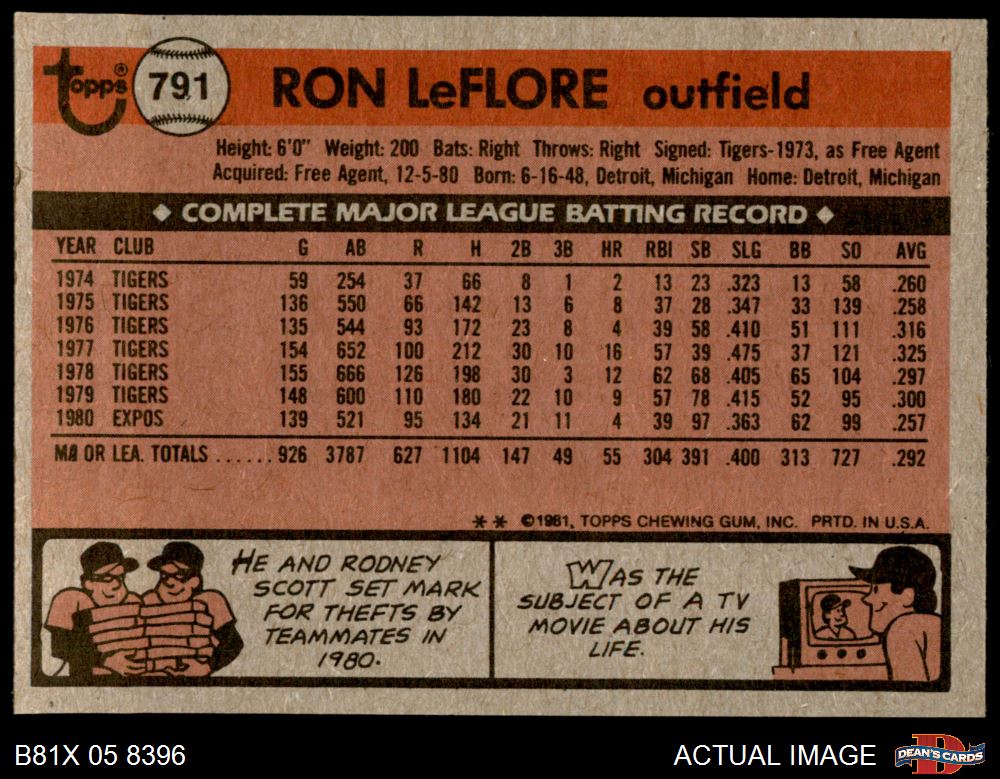 Topps® 791 RON LeFLORE outfield
Height: 6'0" Weight: 200 Bats: Right Throws: Right Signed: Tigers-1973, as Free Agent
Acquired: Free Agent, 12-5-80 Born: 6-16-48, Detroit, Michigan Home: Detroit, Michigan
◆ COMPLETE MAJOR LEAGUE BATTING RECORD ◆
YEAR CLUB G AB R H 2B 3B HR RBI SB SLG BB SO AVG
1974 TIGERS 59 254 37 66 8 1 2 13 23 .323 13 58 .260
1975 TIGERS 136 550 66 142 13 6 8 37 28 .347 33 139 .258
1976 TIGERS 135 544 93 172 23 8 4 39 58 .410 51 111 .316
1977 TIGERS 154 652 100 212 30 10 16 57 39 .475 37 121 .325
1978 TIGERS 155 666 126 198 30 3 12 62 68 .405 65 104 .297
1979 TIGERS 148 600 110 180 22 10 9 57 78 .415 52 95 .300
1980 EXPOS 139 521 95 134 21 11 4 39 97 .363 62 99 .257
MAJOR LEA. TOTALS ...... 926 3787 627 1104 147 49 55 304 391 .400 313 727 .292
** ©1981, TOPPS CHEWING GUM, INC. PRTD. IN U.S.A.
HE AND RODNEY
SCOTT SET MARK
FOR THEFTS BY
TEAMMATES IN
1980.
WAS THE
SUBJECT OF A TV
MOVIE ABOUT HIS
LIFE.
B81X 05 8396 ACTUAL IMAGE DEAN'S CARDS